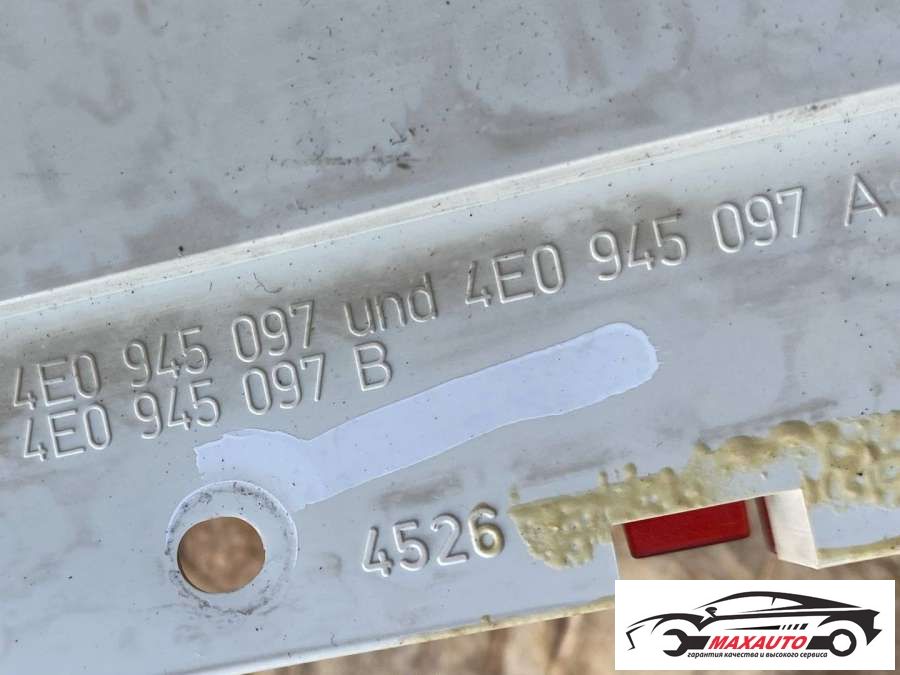 4E0 945 097 und 4E0 945 097 A
4E0 945 097 B
4526
MAXAUTO
гарантия качества и высокого сервиса